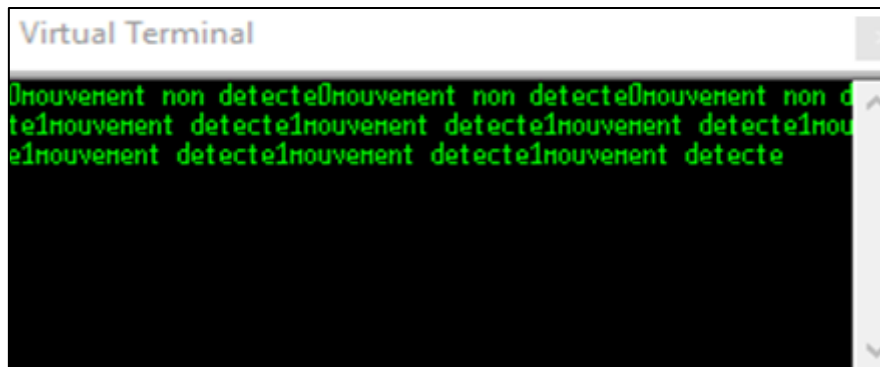 Virtual Terminal
0mouvement non detecte0mouvement non detecte0mouvement non d
te1mouvement detecte1mouvement detecte1mouvement detecte1mou
e1mouvement detecte1mouvement detecte1mouvement detecte